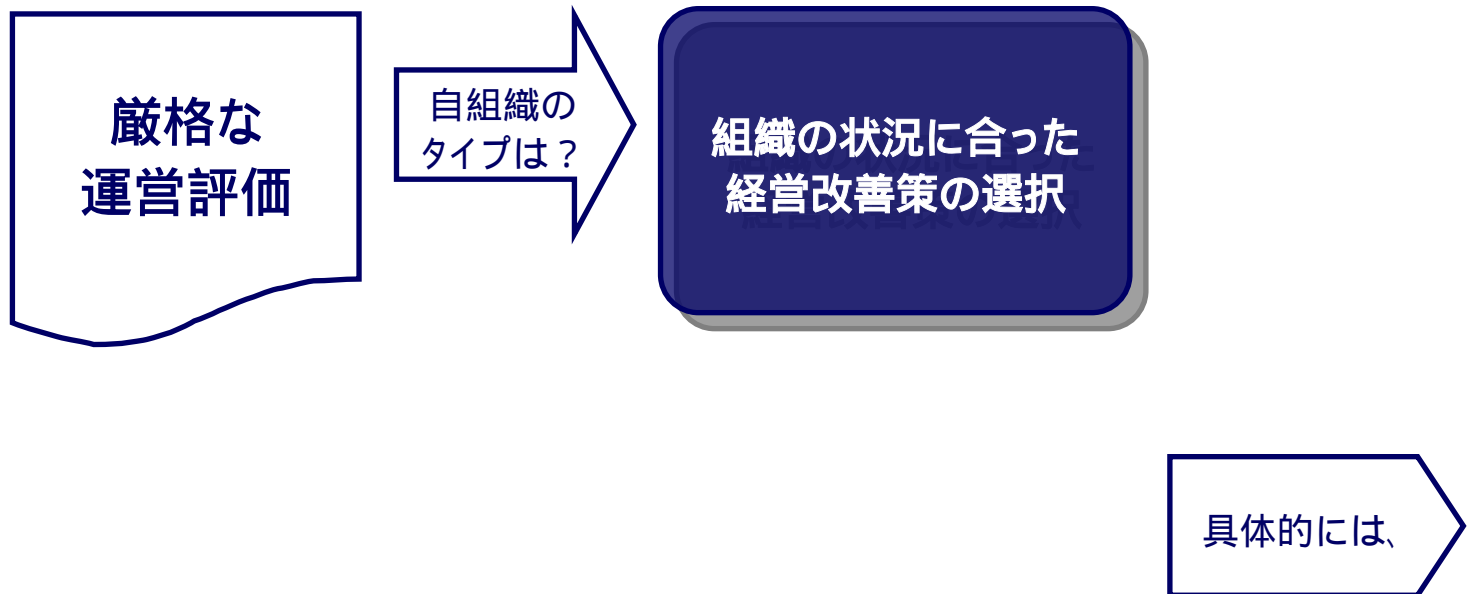 厳格な
運営評価
自組織の
タイプは？
組織の状況に合った
経営改善策の選択
具体的には、